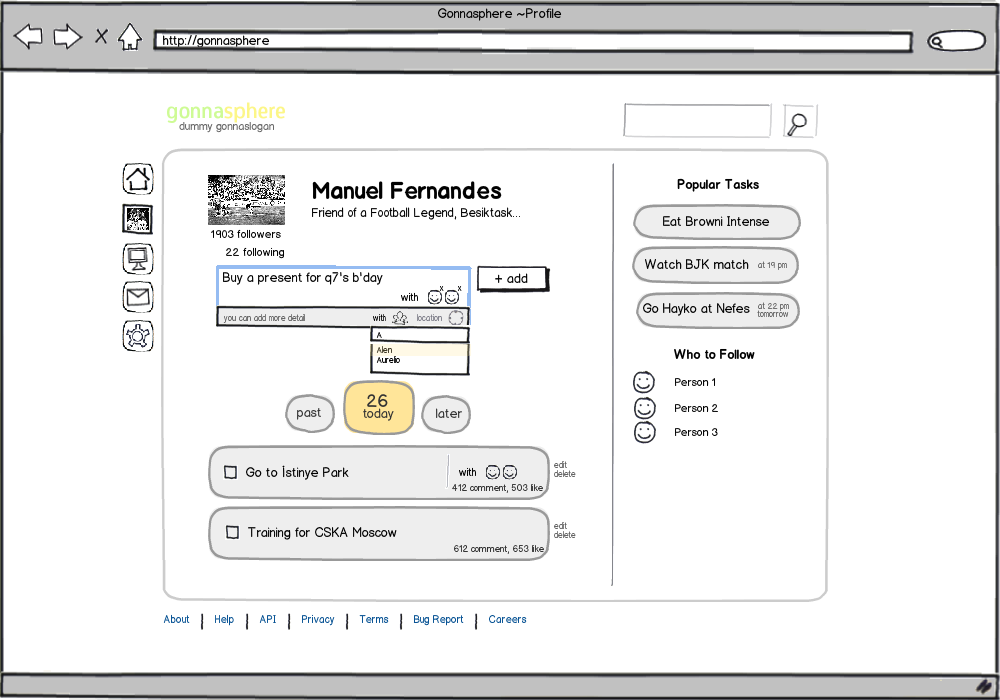 Gonnasphere ~Profile
http://gonnasphere
gonnasphere
dummy gonnaslogan
Manuel Fernandes
Friend of a Football Legend, Besiktask...
1903 followers
22 following
Buy a present for q7's b'day
with x x
+ add
you can add more detail with location
A
Alen
Aurelio
past
26
today
later
Go to İstinye Park
with
412 comment, 503 like
edit
delete
Training for CSKA Moscow
612 comment, 653 like
edit
delete
Popular Tasks
Eat Browni Intense
Watch BJK match at 19 pm
Go Hayko at Nefes at 22 pm
tomorrow
Who to Follow
Person 1
Person 2
Person 3
About | Help | API | Privacy | Terms | Bug Report | Careers